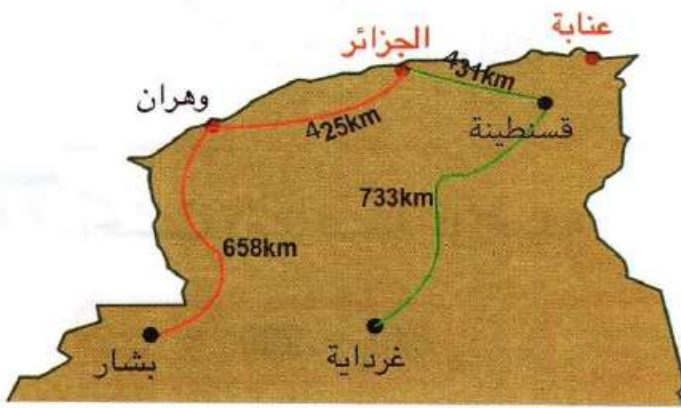 عنابة
الجزائر
431km
وهران
425km
قسنطينة
733km
658km
غرداية
بشار